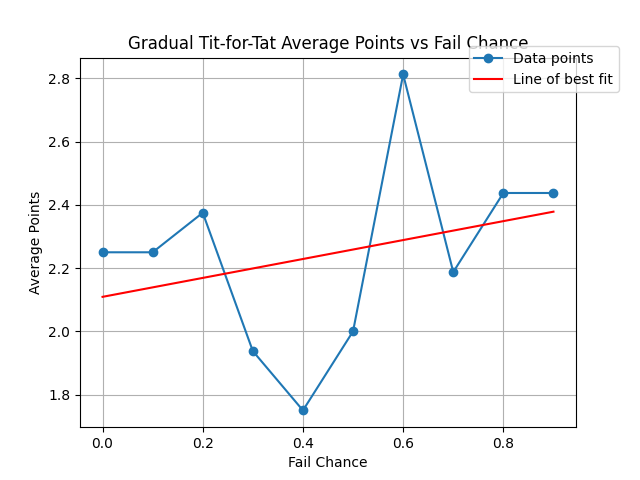 Gradual Tit-for-Tat Average Points vs Fail Chance
Data points
Line of best fit
Average Points
2.8
2.6
2.4
2.2
2.0
1.8
0.0 0.2 0.4 0.6 0.8
Fail Chance